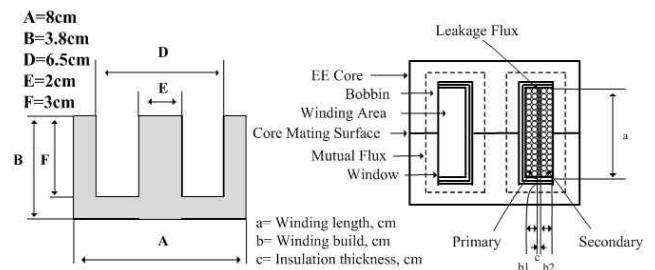 A=8cm
B=3.8cm
D=6.5cm
E=2cm
F=3cm
D
E
B
F
A
Leakage Flux
EE Core
Bobbin
Winding Area
Core Mating Surface
Mutual Flux
Window
a
Primary
Secondary
c
b1
b2
a= Winding length, cm
b= Winding build, cm
c= Insulation thickness, cm